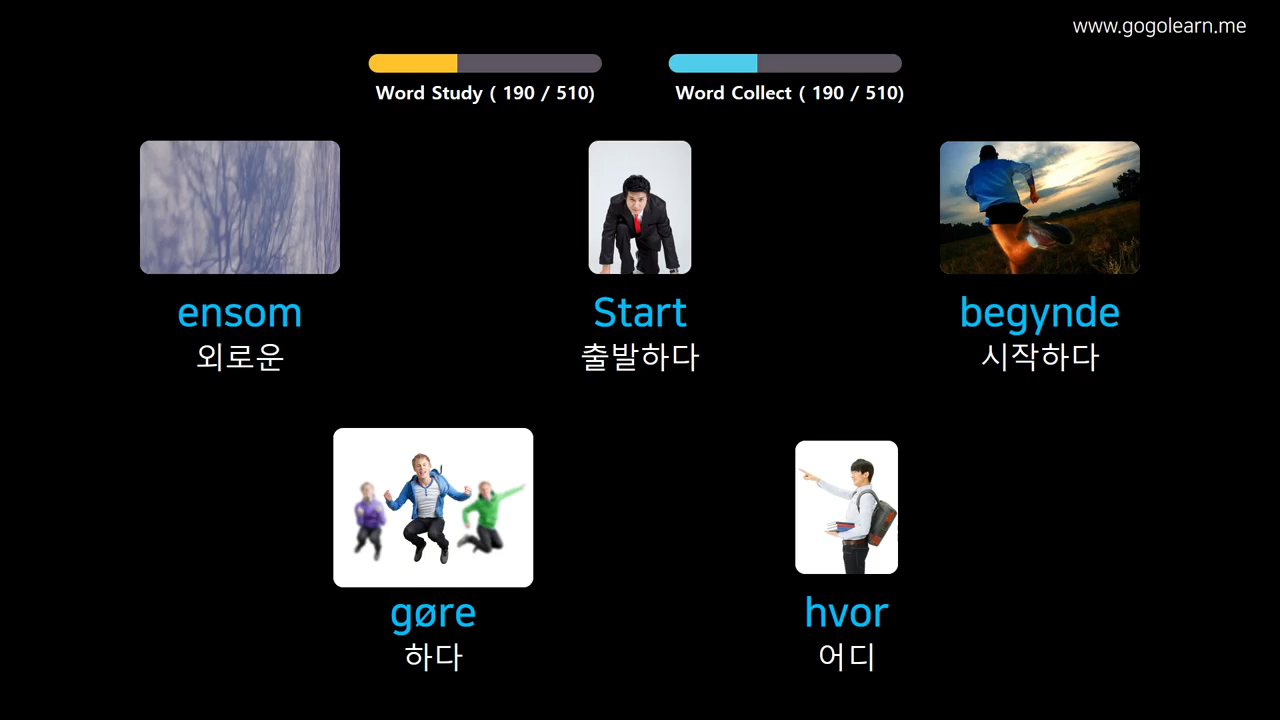 www.gogolearn.me
Word Study ( 190 / 510)
Word Collect ( 190 / 510)
ensom
외로운
Start
출발하다
begynde
시작하다
gøre
하다
hvor
어디